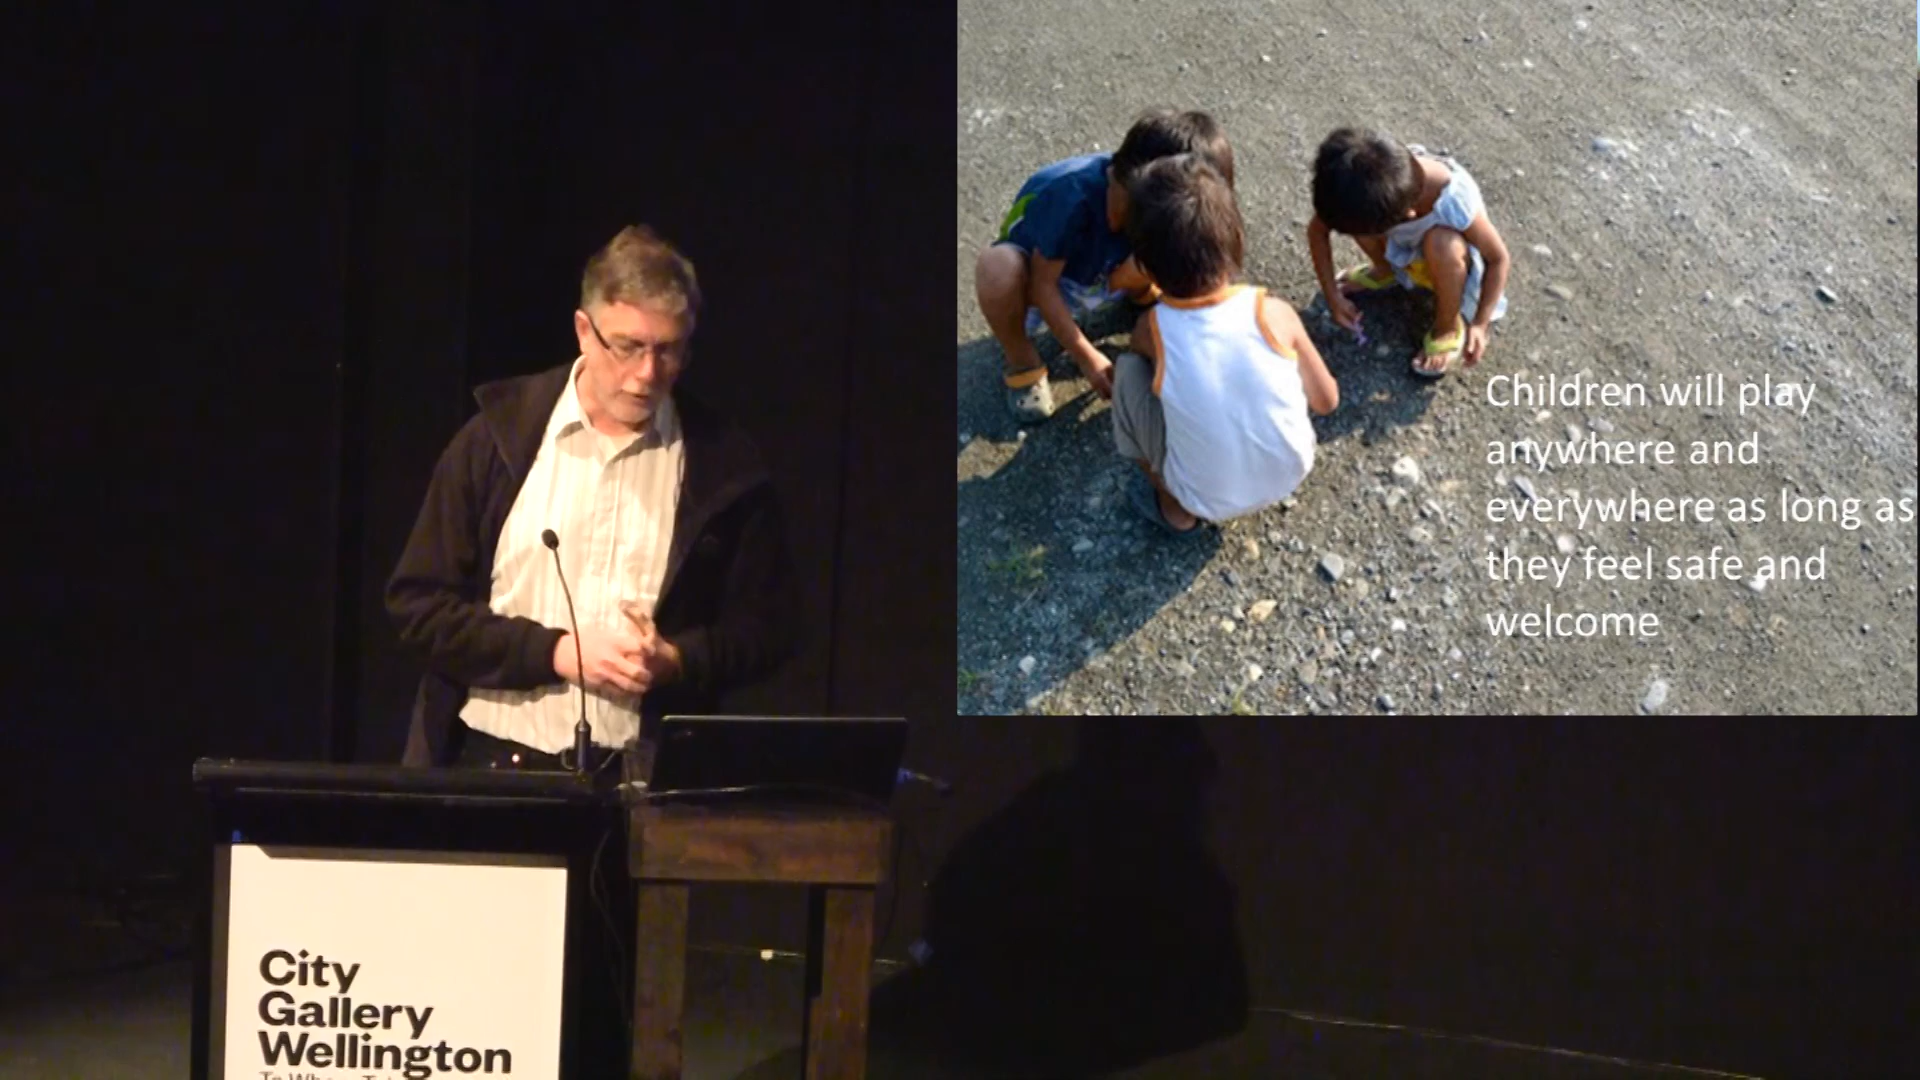 Children will play
anywhere and
everywhere as long as
they feel safe and
welcome
City
Gallery
Wellington